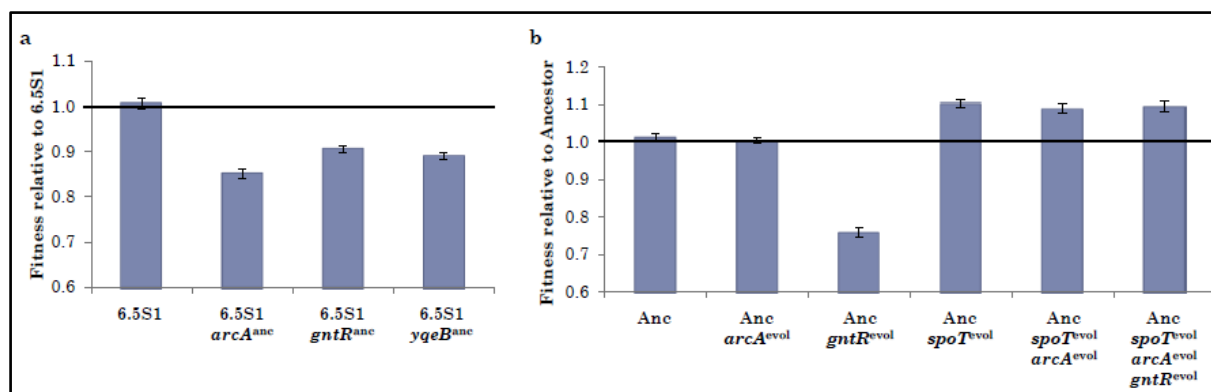 a
Fitness relative to 6.5S1
1.1
1.0
0.9
0.8
0.7
0.6
6.5S1
6.5S1
arcAanc
6.5S1
gntRanc
6.5S1
yqeBanc
b
Fitness relative to Ancestor
1.2
1.1
1.0
0.9
0.8
0.7
0.6
Anc
Anc
arcAevol
Anc
gntRevol
Anc
spoTevol
Anc
spoTevol
arcAevol
Anc
spoTevol
arcAevol
gntRevol